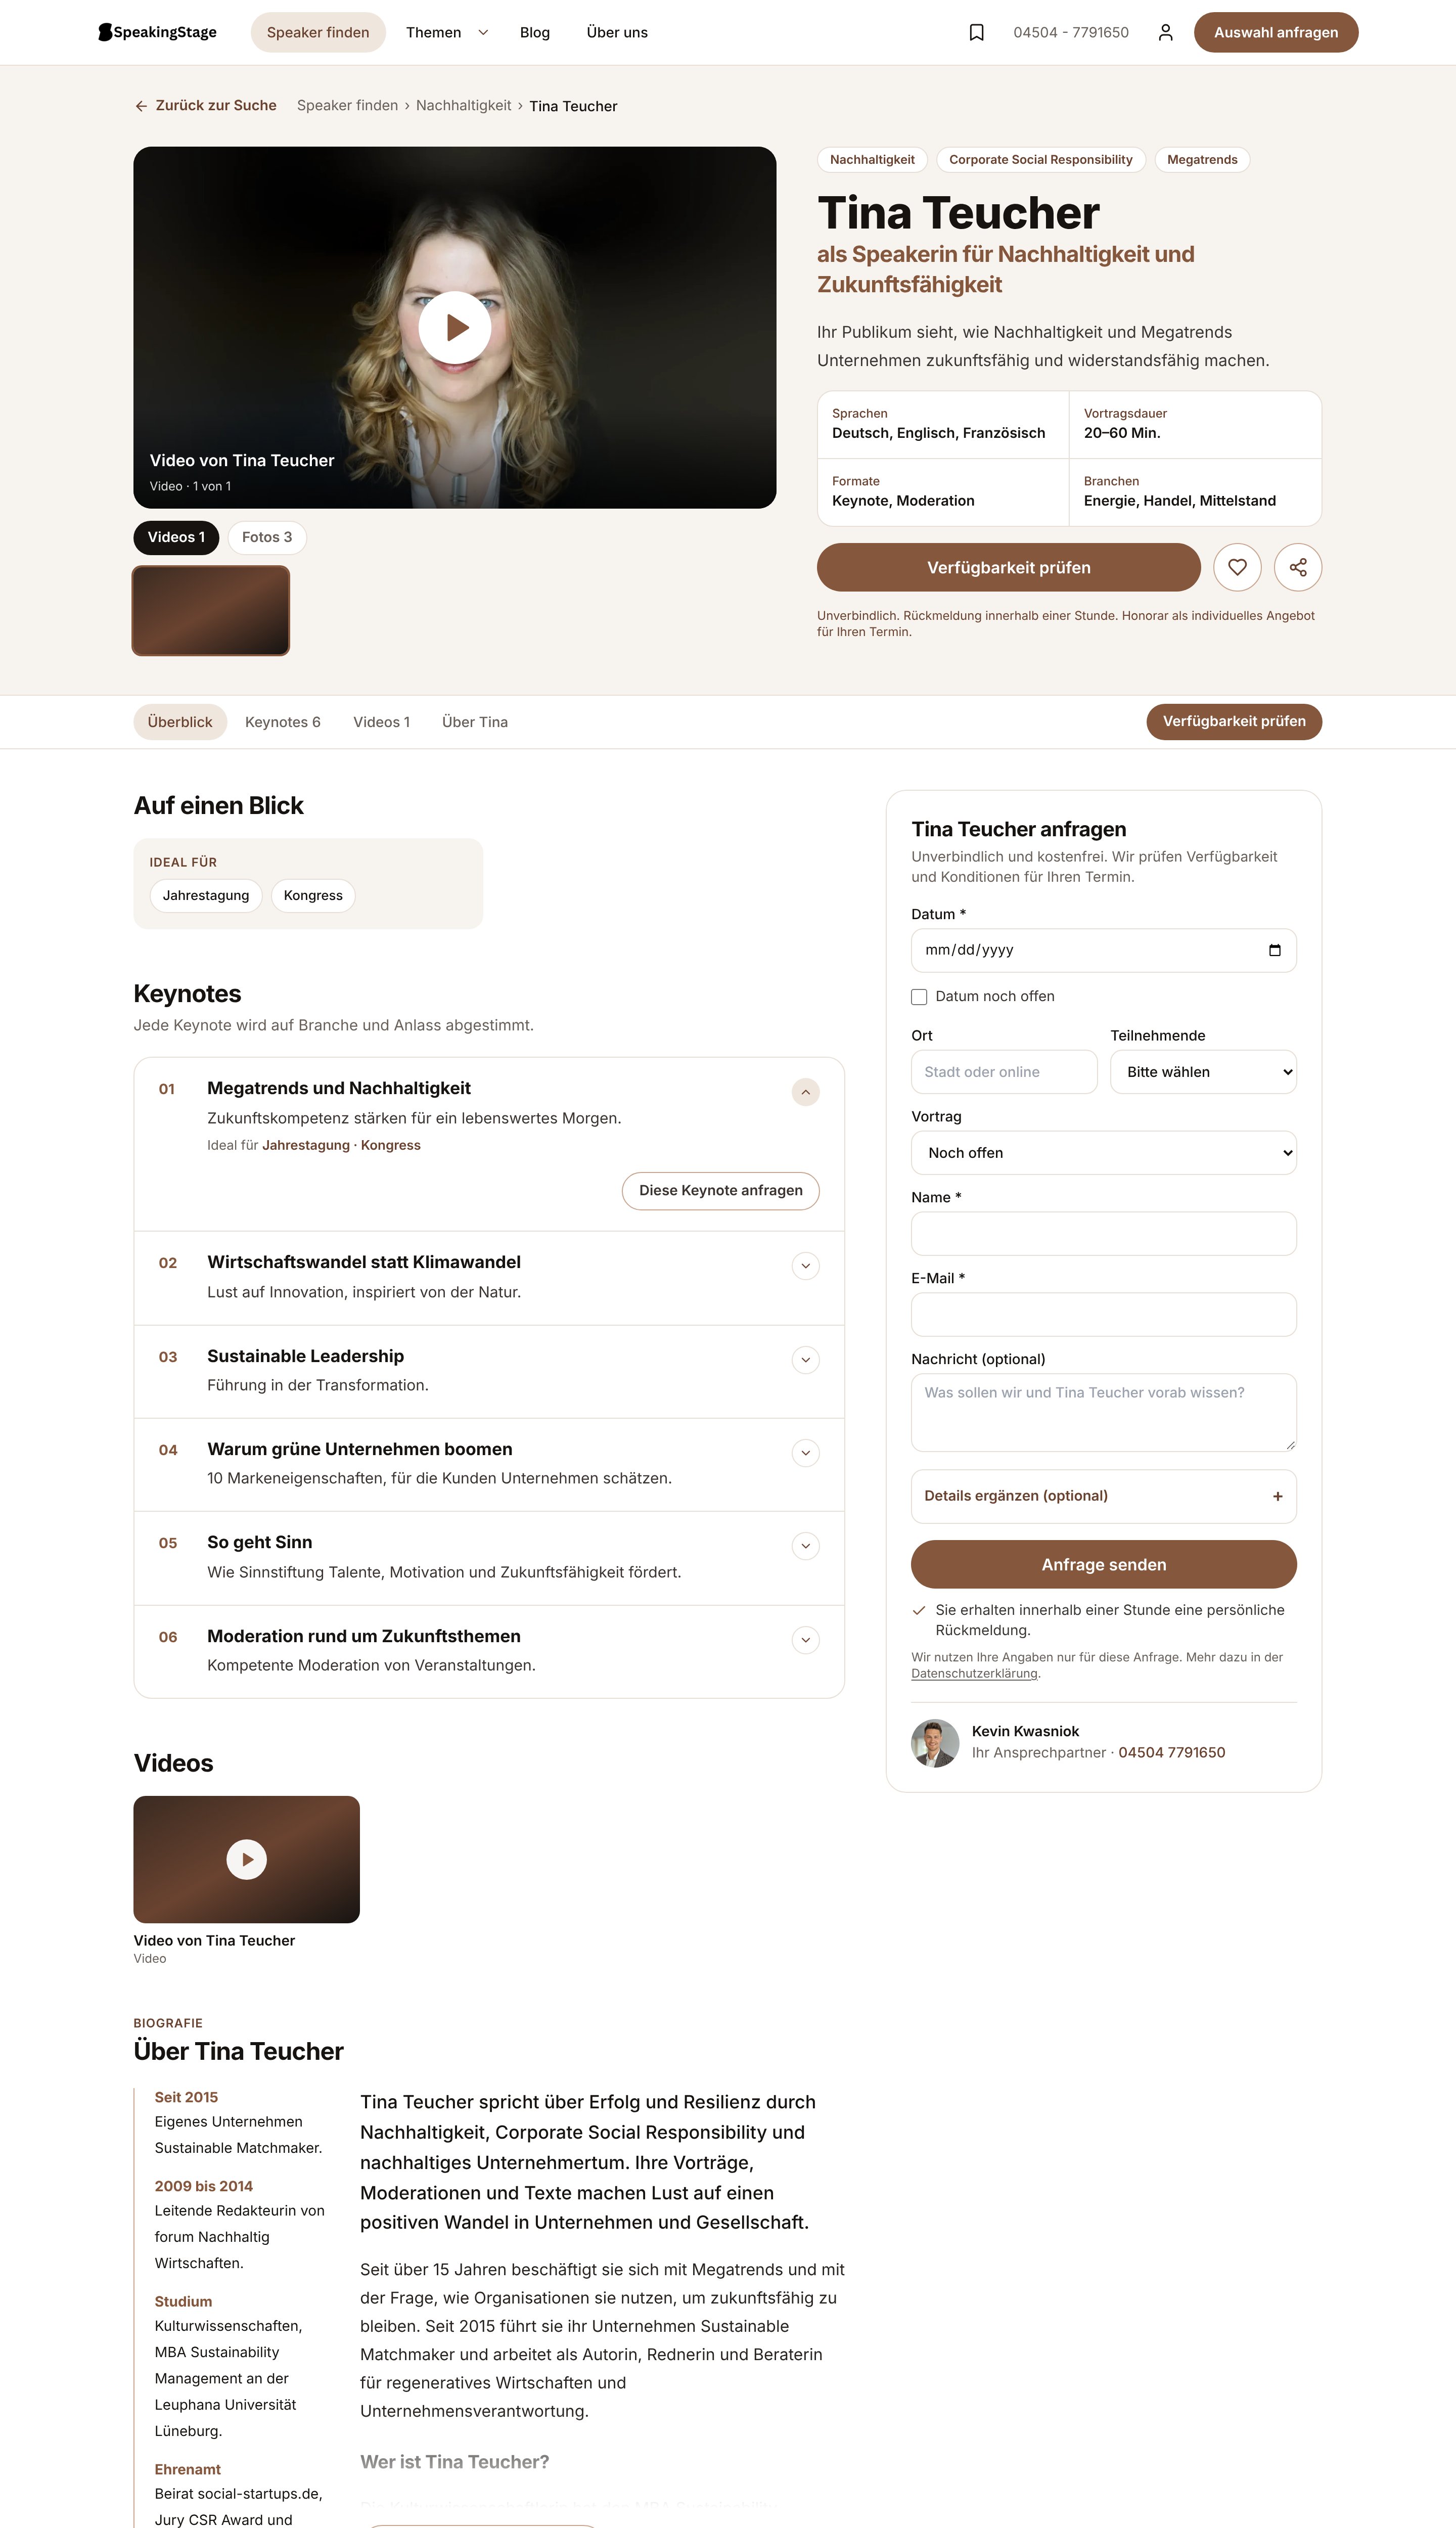 SpeakingStage
Speaker finden
Themen
Blog
Über uns
04504 - 7791650
Auswahl anfragen
Zurück zur Suche
Speaker finden › Nachhaltigkeit › Tina Teucher
Video von Tina Teucher
Video · 1 von 1
Videos 1
Fotos 3
Nachhaltigkeit
Corporate Social Responsibility
Megatrends
Tina Teucher
als Speakerin für Nachhaltigkeit und
Zukunftsfähigkeit
Ihr Publikum sieht, wie Nachhaltigkeit und Megatrends
Unternehmen zukunftsfähig und widerstandsfähig machen.
Sprachen
Deutsch, Englisch, Französisch
Vortragsdauer
20–60 Min.
Formate
Keynote, Moderation
Branchen
Energie, Handel, Mittelstand
Verfügbarkeit prüfen
Unverbindlich. Rückmeldung innerhalb einer Stunde. Honorar als individuelles Angebot
für Ihren Termin.
Überblick
Keynotes 6
Videos 1
Über Tina
Verfügbarkeit prüfen
Auf einen Blick
IDEAL FÜR
Jahrestagung
Kongress
Keynotes
Jede Keynote wird auf Branche und Anlass abgestimmt.
01
Megatrends und Nachhaltigkeit
Zukunftskompetenz stärken für ein lebenswertes Morgen.
Ideal für Jahrestagung · Kongress
Diese Keynote anfragen
02
Wirtschaftswandel statt Klimawandel
Lust auf Innovation, inspiriert von der Natur.
03
Sustainable Leadership
Führung in der Transformation.
04
Warum grüne Unternehmen boomen
10 Markeneigenschaften, für die Kunden Unternehmen schätzen.
05
So geht Sinn
Wie Sinnstiftung Talente, Motivation und Zukunftsfähigkeit fördert.
06
Moderation rund um Zukunftsthemen
Kompetente Moderation von Veranstaltungen.
Tina Teucher anfragen
Unverbindlich und kostenfrei. Wir prüfen Verfügbarkeit
und Konditionen für Ihren Termin.
Datum *
mm/dd/yyyy
Datum noch offen
Ort
Teilnehmende
Stadt oder online
Bitte wählen
Vortrag
Noch offen
Name *
E-Mail *
Nachricht (optional)
Was sollen wir und Tina Teucher vorab wissen?
Details ergänzen (optional)
+
Anfrage senden
Sie erhalten innerhalb einer Stunde eine persönliche
Rückmeldung.
Wir nutzen Ihre Angaben nur für diese Anfrage. Mehr dazu in der
Datenschutzerklärung.
Kevin Kwasniok
Ihr Ansprechpartner · 04504 7791650
Videos
Video von Tina Teucher
Video
BIOGRAFIE
Über Tina Teucher
Seit 2015
Eigenes Unternehmen
Sustainable Matchmaker.
2009 bis 2014
Leitende Redakteurin von
forum Nachhaltig
Wirtschaften.
Studium
Kulturwissenschaften,
MBA Sustainability
Management an der
Leuphana Universität
Lüneburg.
Ehrenamt
Beirat social-startups.de,
Jury CSR Award und
Tina Teucher spricht über Erfolg und Resilienz durch
Nachhaltigkeit, Corporate Social Responsibility und
nachhaltiges Unternehmertum. Ihre Vorträge,
Moderationen und Texte machen Lust auf einen
positiven Wandel in Unternehmen und Gesellschaft.
Seit über 15 Jahren beschäftigt sie sich mit Megatrends und mit
der Frage, wie Organisationen sie nutzen, um zukunftsfähig zu
bleiben. Seit 2015 führt sie ihr Unternehmen Sustainable
Matchmaker und arbeitet als Autorin, Rednerin und Beraterin
für regeneratives Wirtschaften und
Unternehmensverantwortung.
Wer ist Tina Teucher?